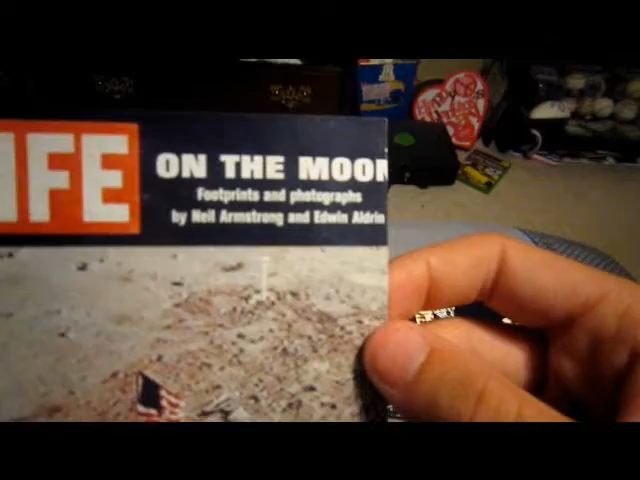 IFE
ON THE MOON
Footprints and photographs
by Neil Armstrong and Edwin Aldrin